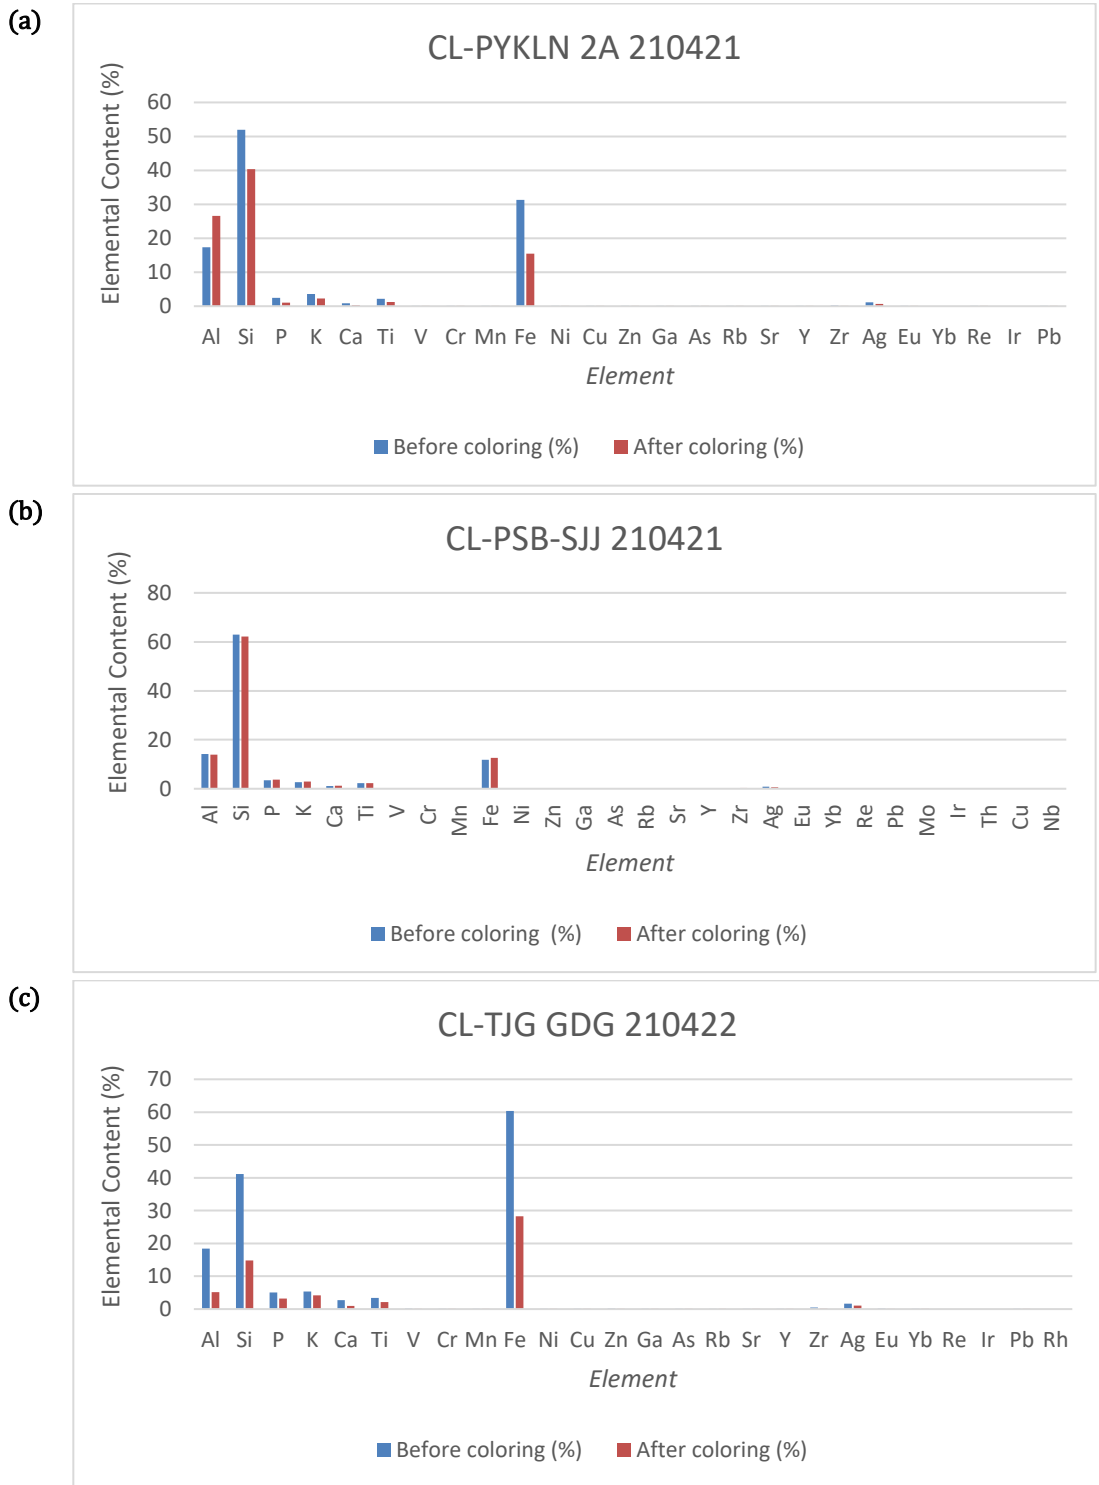 (a)
CL-PYKLN 2A 210421
Elemental Content (%)
60
50
40
30
20
10
0
Al Si P K Ca Ti V Cr Mn Fe Ni Cu Zn Ga As Rb Sr Y Zr Ag Eu Yb Re Ir Pb
Element
Before coloring (%) After coloring (%)
(b)
CL-PSB-SJJ 210421
Elemental Content (%)
80
60
40
20
0
Al Si P K Ca Ti V Cr Mn Fe Ni Zn Ga As Rb Sr Y Zr Ag Eu Yb Re Pb Mo Ir Th Cu Nb
Element
Before coloring (%) After coloring (%)
(c)
CL-TJG GDG 210422
Elemental Content (%)
70
60
50
40
30
20
10
0
Al Si P K Ca Ti V Cr Mn Fe Ni Cu Zn Ga As Rb Sr Y Zr Ag Eu Yb Re Ir Pb Rh
Element
Before coloring (%) After coloring (%)